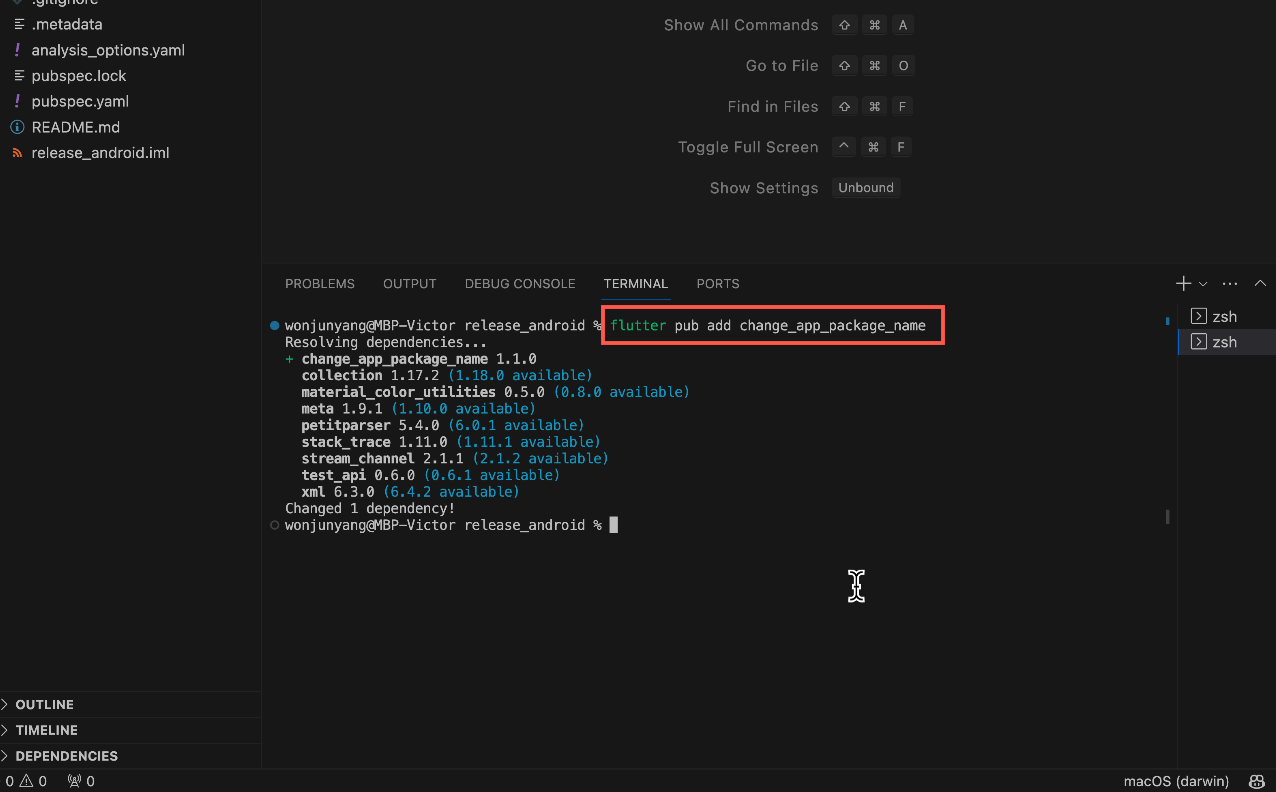 .gitignore
.metadata
analysis_options.yaml
pubspec.lock
pubspec.yaml
README.md
release_android.iml
OUTLINE
TIMELINE
DEPENDENCIES
Show All Commands ⇧ ⌘ A
Go to File ⇧ ⌘ O
Find in Files ⇧ ⌘ F
Toggle Full Screen ^ ⌘ F
Show Settings Unbound
PROBLEMS OUTPUT DEBUG CONSOLE TERMINAL PORTS
wonjunyang@MBP-Victor release_android % flutter pub add change_app_package_name
Resolving dependencies...
+ change_app_package_name 1.1.0
collection 1.17.2 (1.18.0 available)
material_color_utilities 0.5.0 (0.8.0 available)
meta 1.9.1 (1.10.0 available)
petitparser 5.4.0 (6.0.1 available)
stack_trace 1.11.0 (1.11.1 available)
stream_channel 2.1.1 (2.1.2 available)
test_api 0.6.0 (0.6.1 available)
xml 6.3.0 (6.4.2 available)
Changed 1 dependency!
wonjunyang@MBP-Victor release_android %
zsh
zsh
0 0 0
macOS (darwin)